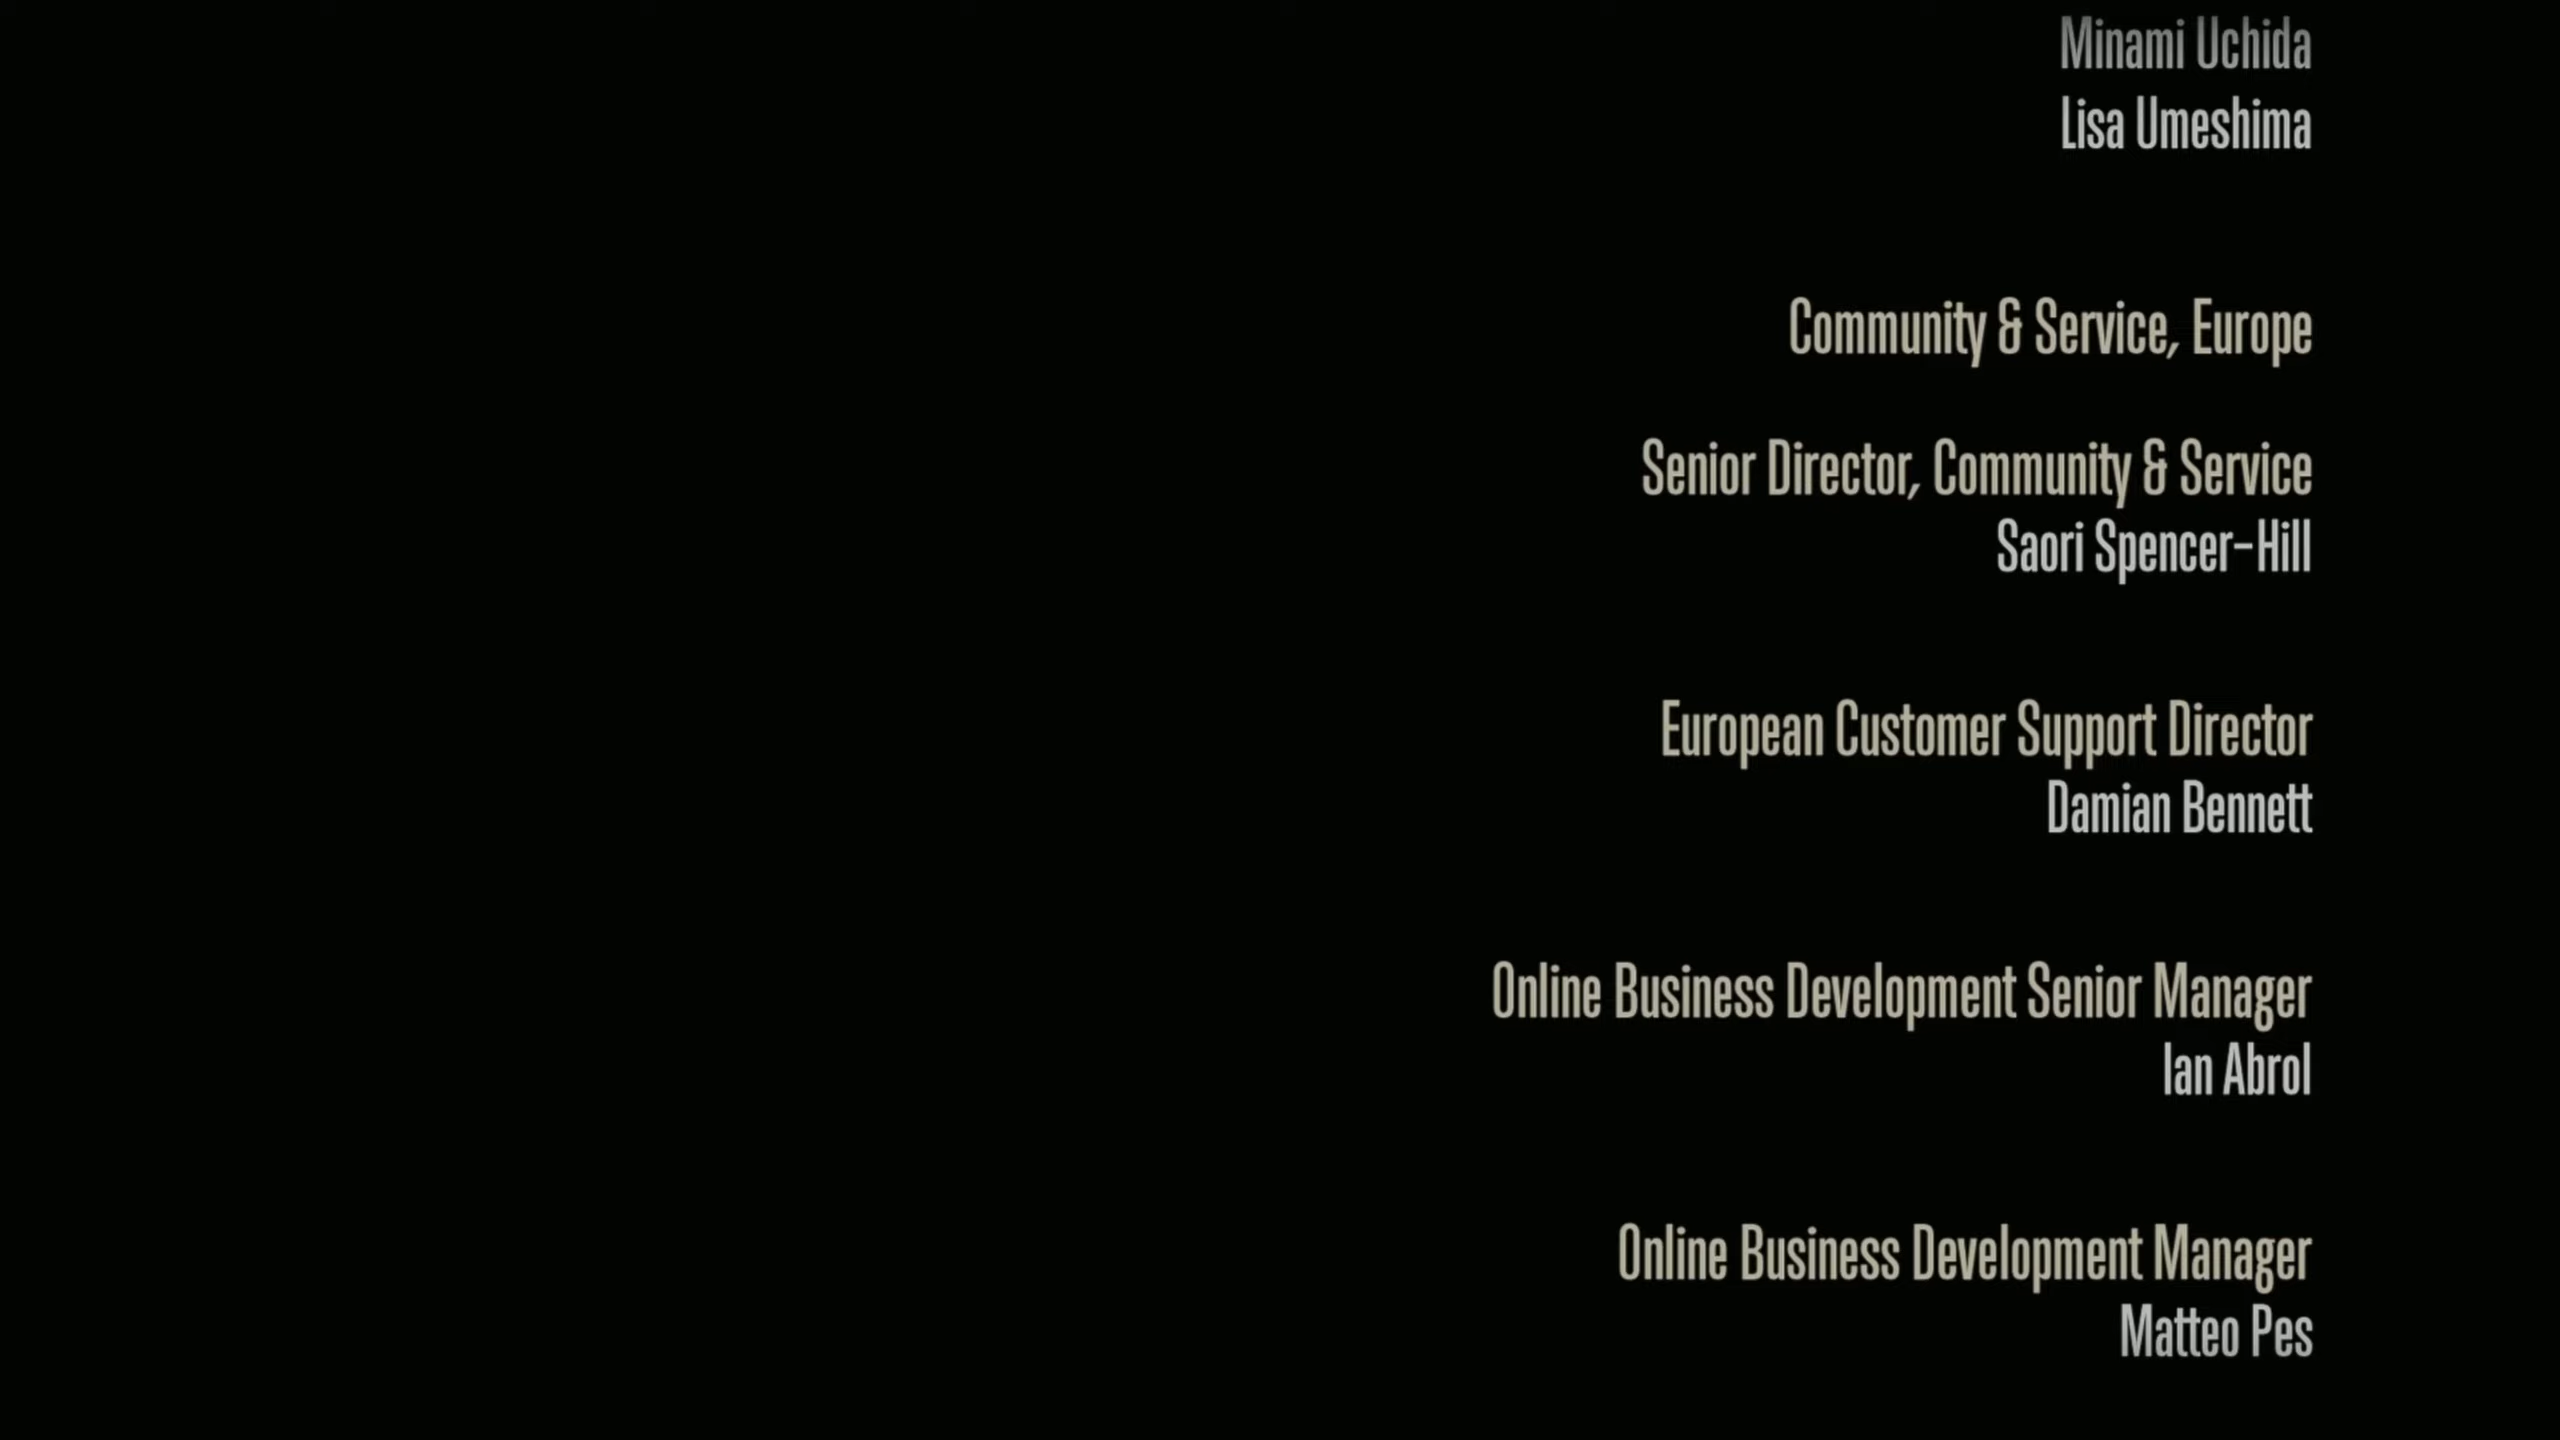 Minami Uchida
Lisa Umeshima
Community & Service, Europe
Senior Director, Community & Service
Saori Spencer-Hill
European Customer Support Director
Damian Bennett
Online Business Development Senior Manager
Ian Abrol
Online Business Development Manager
Matteo Pes